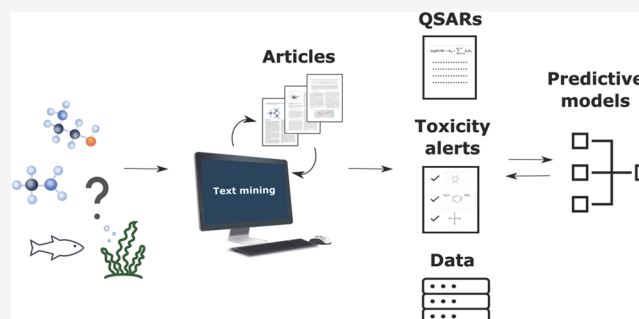 QSARs
Articles
Predictive
models
Toxicity
alerts
Text mining
Data